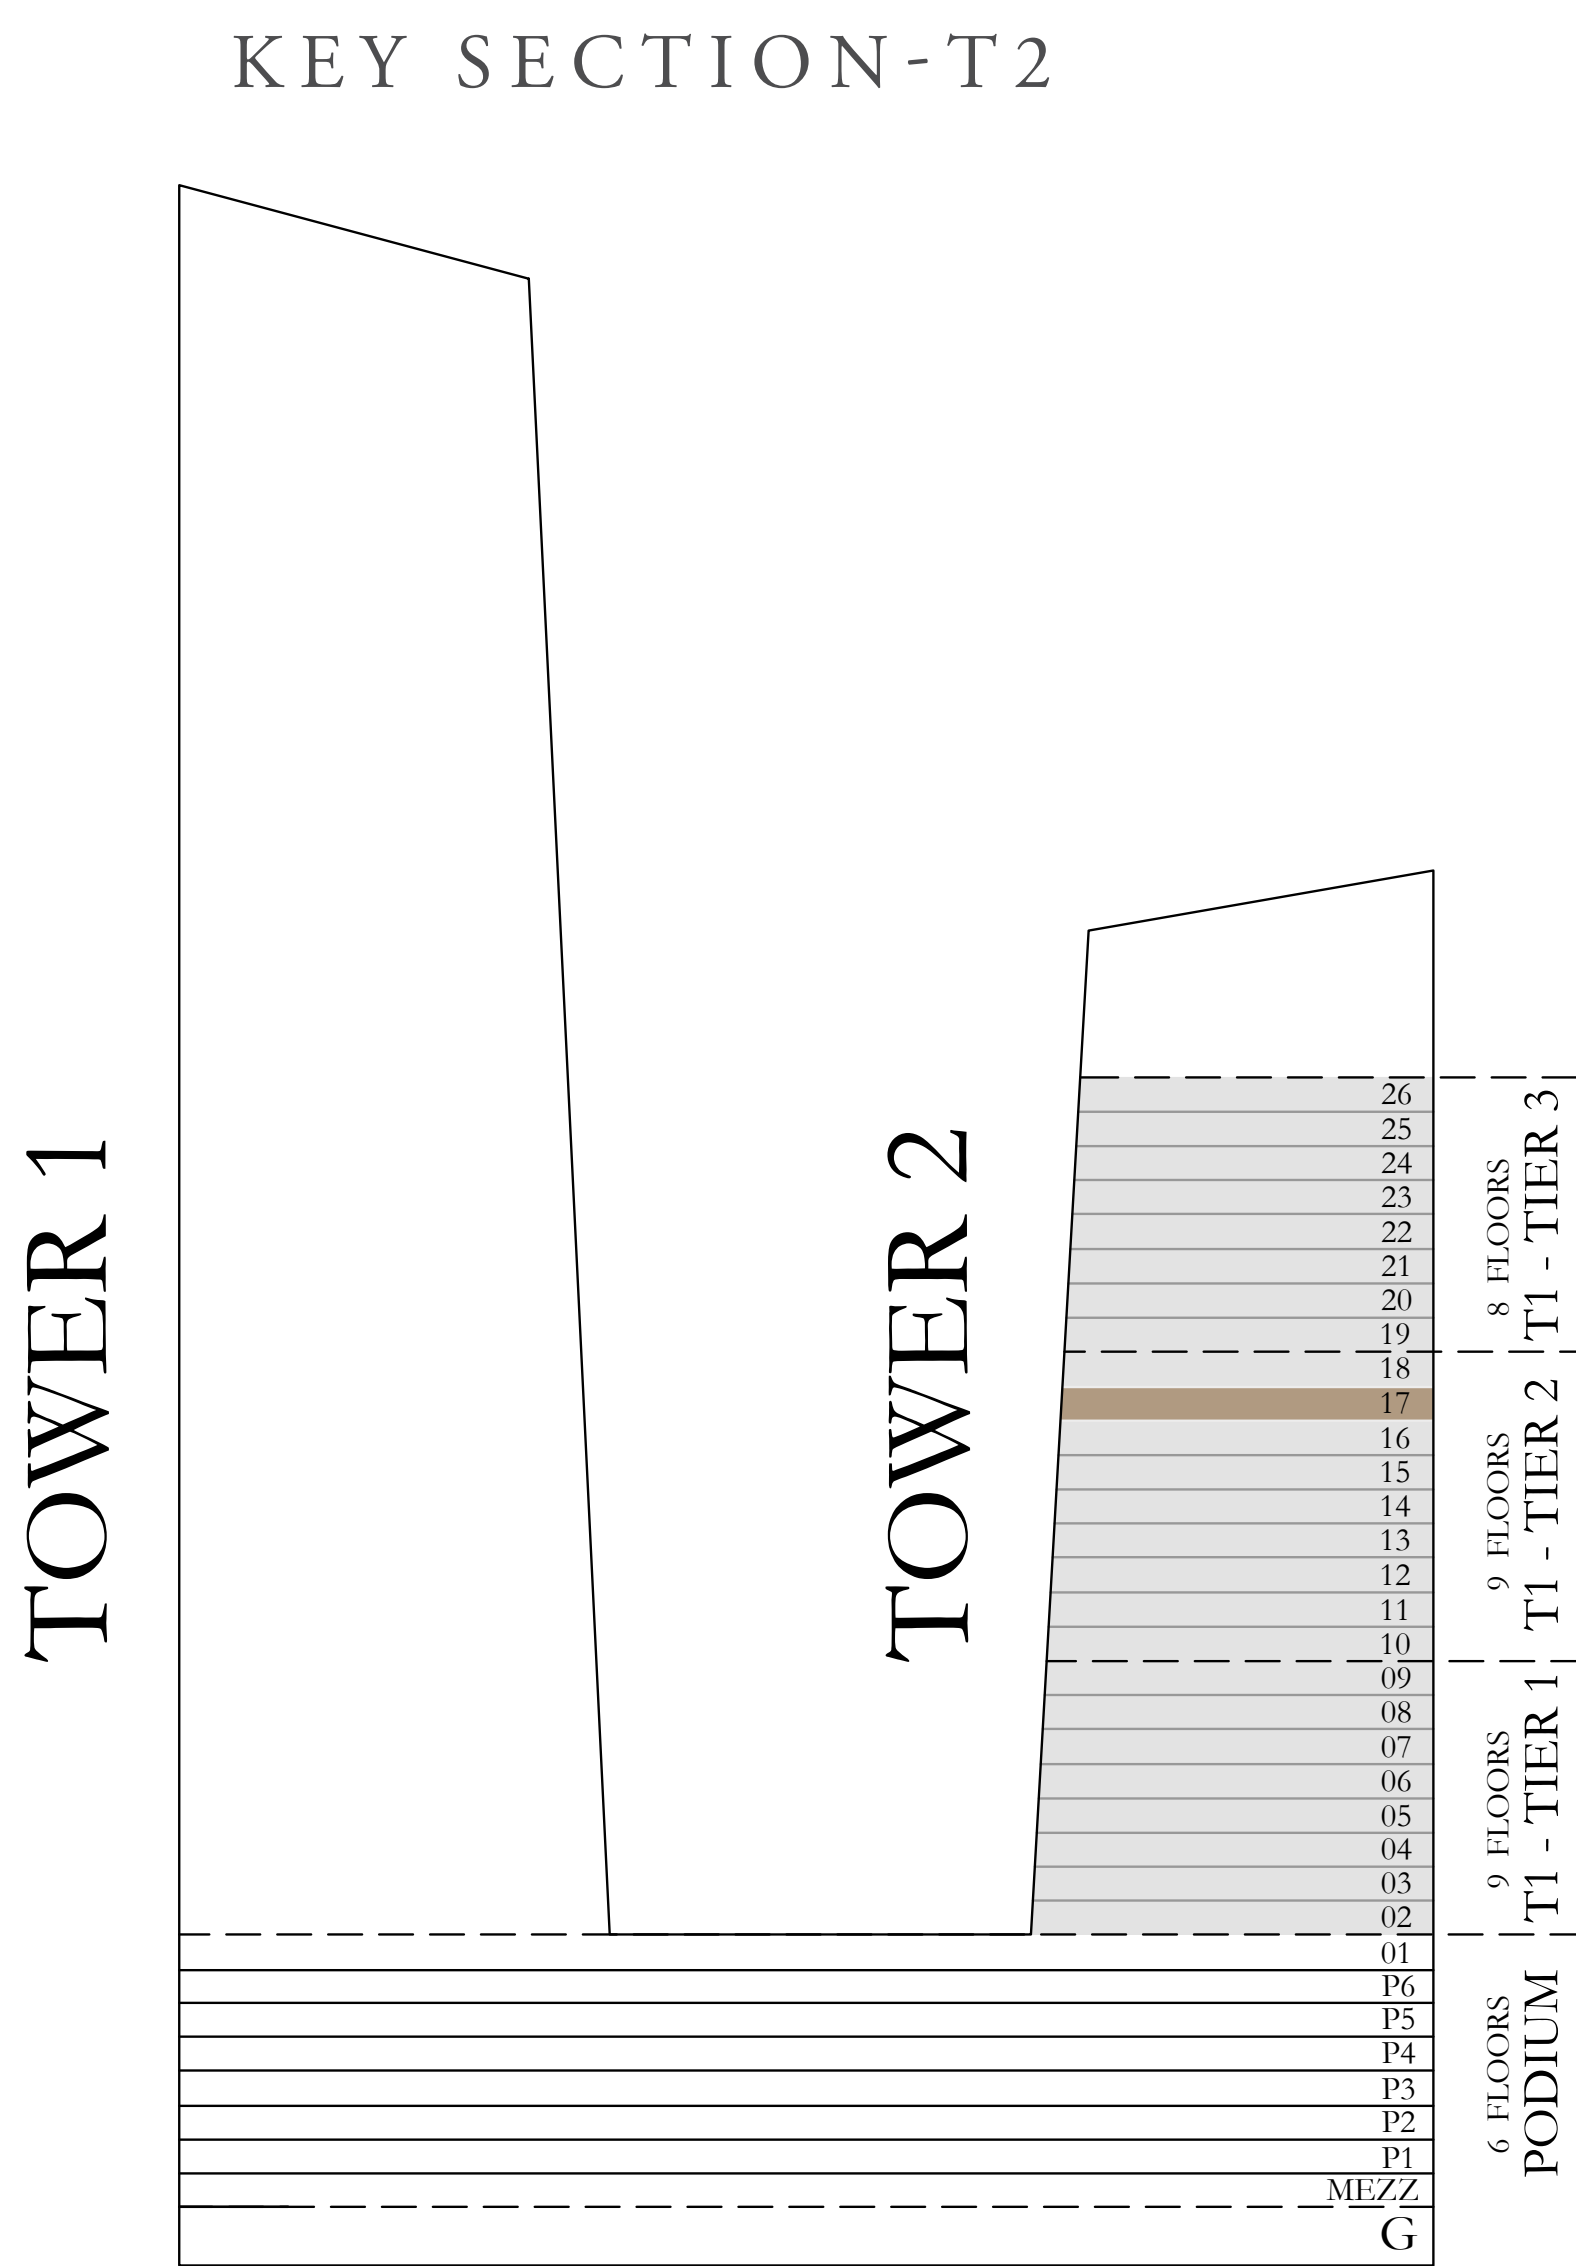 KEY SECTION-T2
TOWER 1
TOWER 2
26
25
24
23
22
21
20
19
18
17
16
15
14
13
12
11
10
09
08
07
06
05
04
03
02
01
P6
P5
P4
P3
P2
P1
MEZZ
G
8 FLOORS
T1 - TIER 3
9 FLOORS
T1 - TIER 2
9 FLOORS
T1 - TIER 1
6 FLOORS
PODIUM